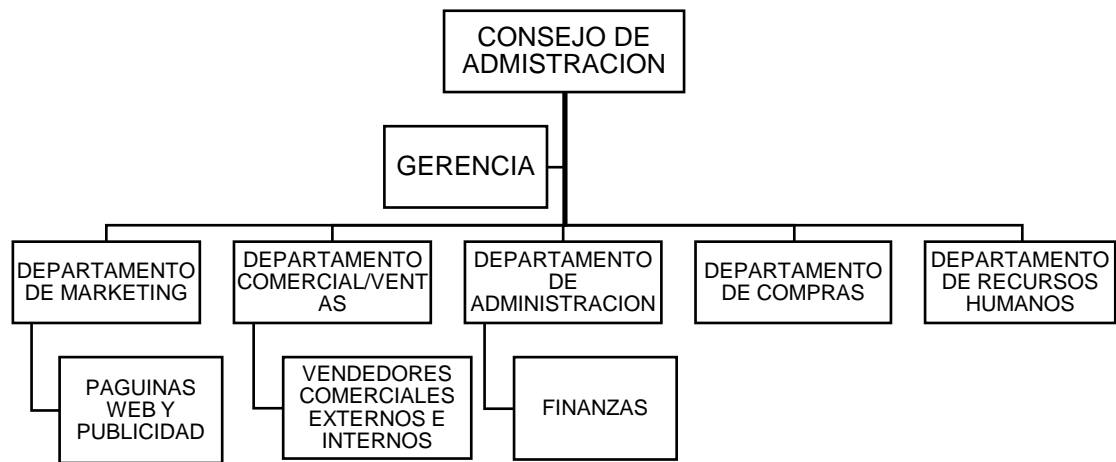 CONSEJO DE
ADMISTRACION
GERENCIA
DEPARTAMENTO
DE MARKETING
DEPARTAMENTO
COMERCIAL/VENT
AS
DEPARTAMENTO
DE
ADMINISTRACION
DEPARTAMENTO
DE COMPRAS
DEPARTAMENTO
DE RECURSOS
HUMANOS
PAGUINAS
WEB Y
PUBLICIDAD
VENDEDORES
COMERCIALES
EXTERNOS E
INTERNOS
FINANZAS